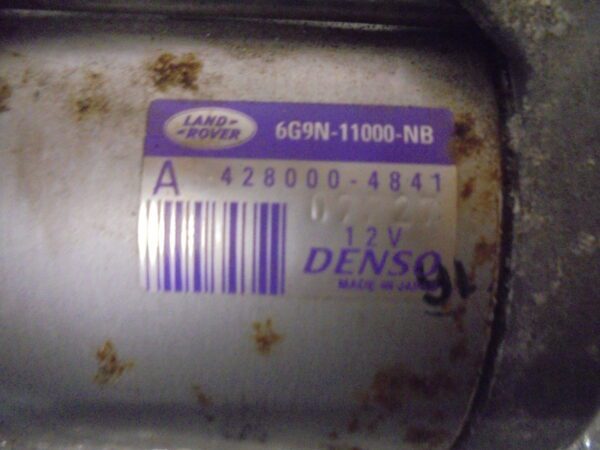 LAND-
-ROVER
6G9N-11000-NB
A 428000-4841
12V
DENSO
MADE IN JAPAN